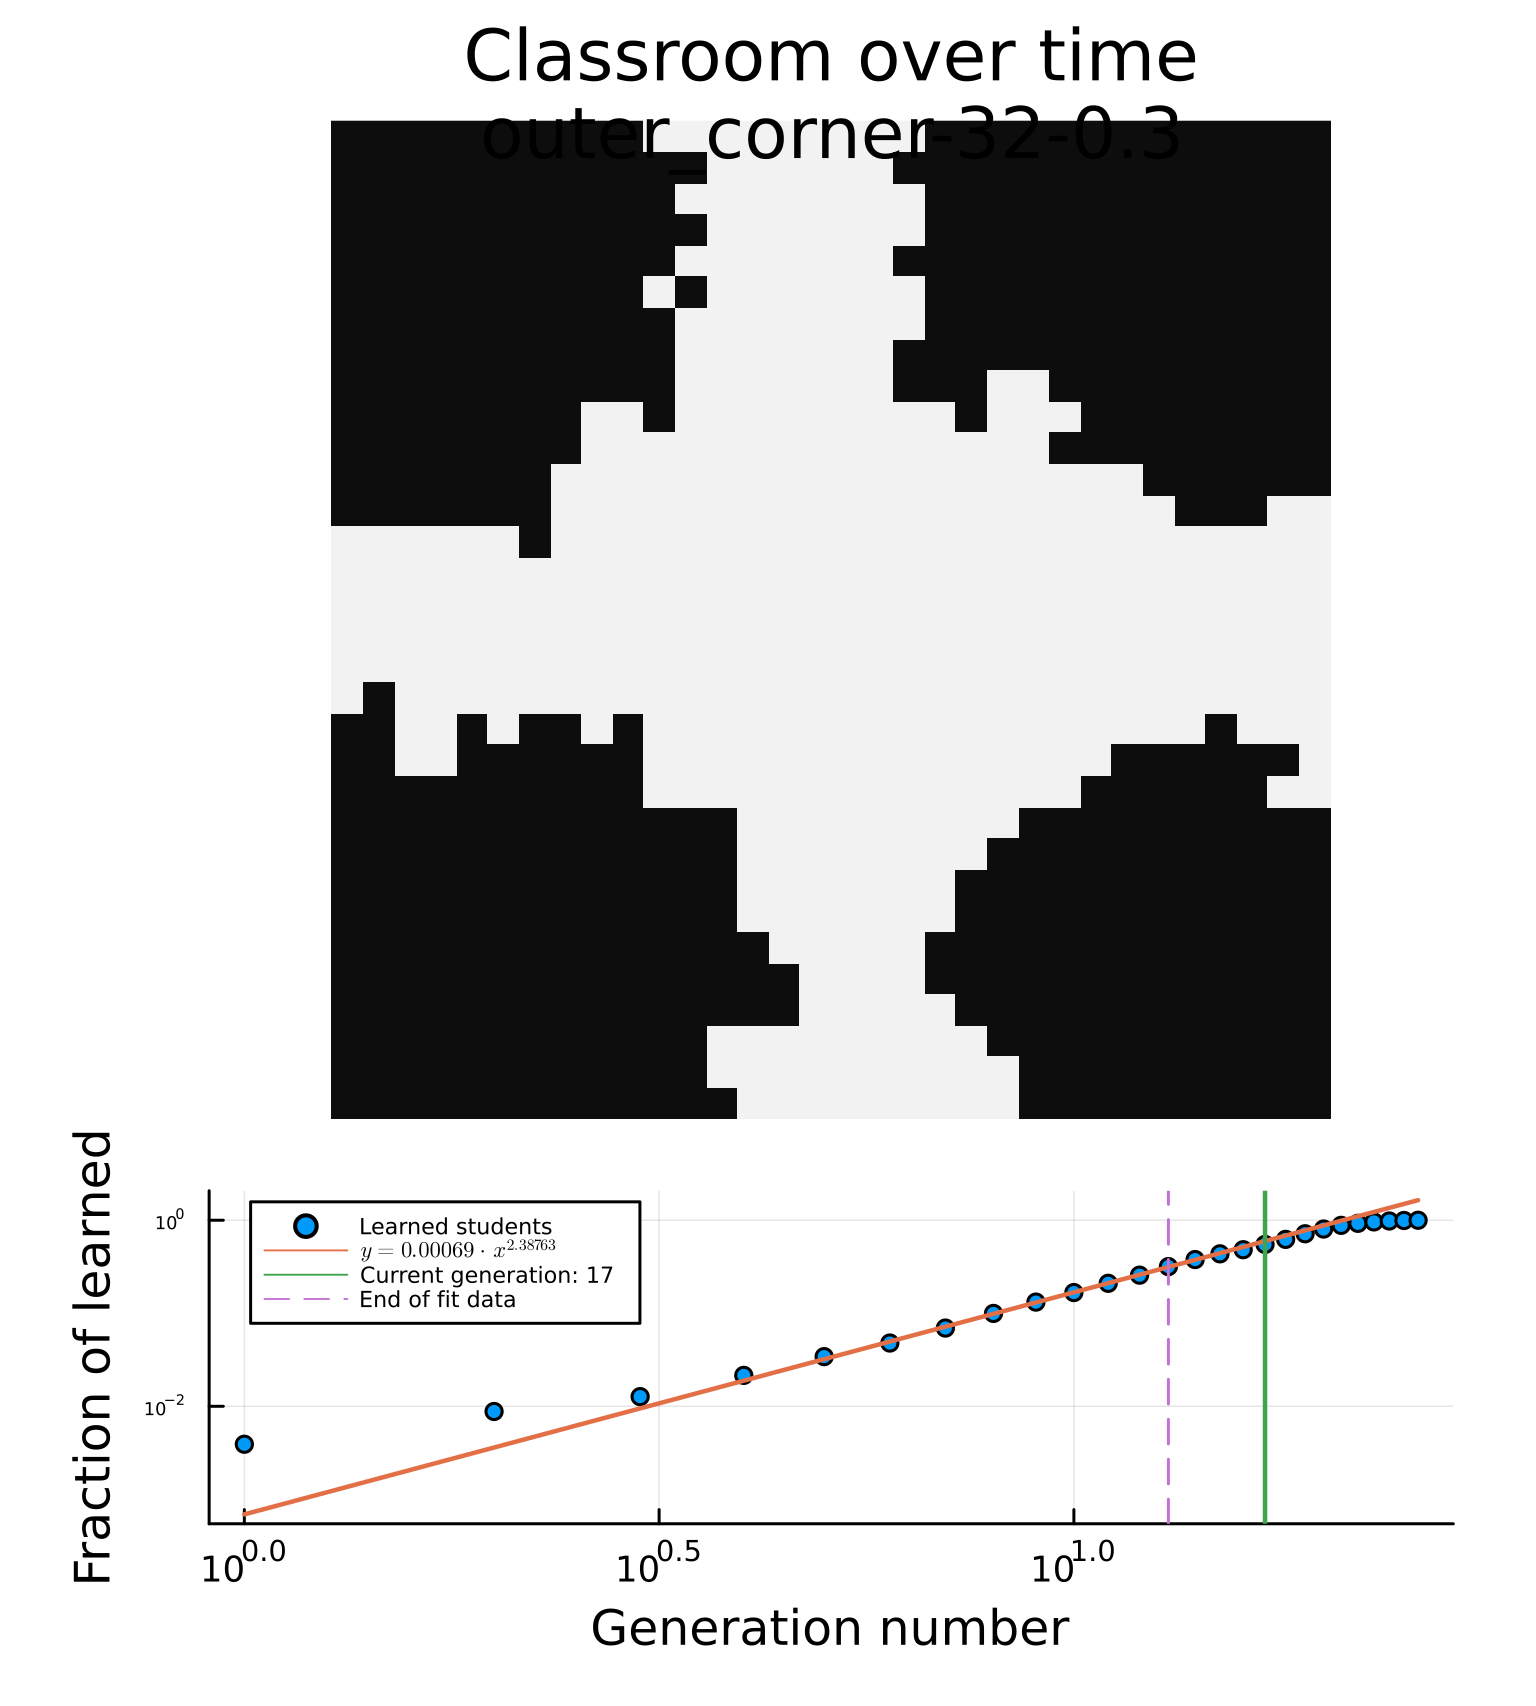 Classroom over time
outer_corner-32-0.3
Fraction of learned
10^0
10^−2
Learned students
y = 0.00069 · x^2.38763
Current generation: 17
End of fit data
10^0.0 10^0.5 10^1.0
Generation number